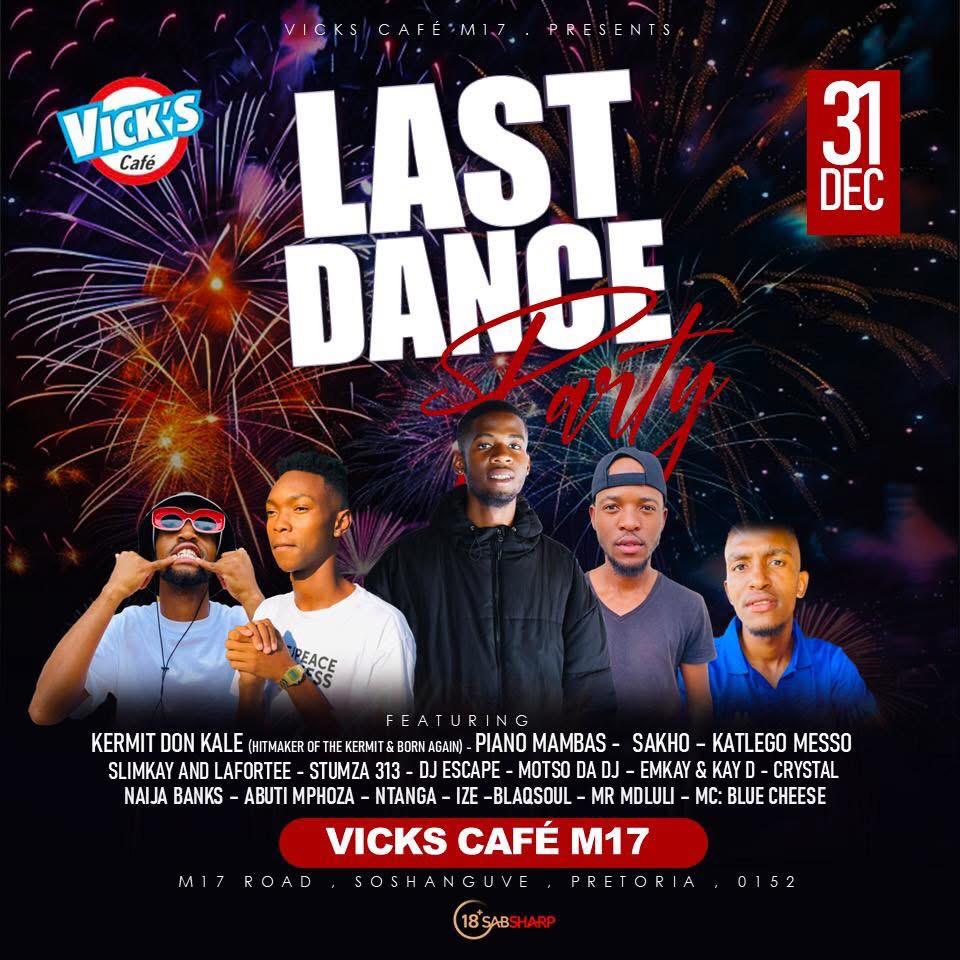 VICKS CAFÉ M17 . PRESENTS
VICK'S
Café
LAST
DANCE
Party
31
DEC
PEACE
FEATURING
KERMIT DON KALE (HITMAKER OF THE KERMIT & BORN AGAIN) - PIANO MAMBAS - SAKHO - KATLEGO MESSO
SLIMKAY AND LAFORTEE - STUMZA 313 - DJ ESCAPE - MOTSO DA DJ - EMKAY & KAY D - CRYSTAL
NAIJA BANKS - ABUTI MPHOZA - NTANGA - IZE -BLAQSOUL - MR MDLULI - MC: BLUE CHEESE
VICKS CAFÉ M17
M17 ROAD , SOSHANGUVE , PRETORIA , 0152
18+ SABSHARP